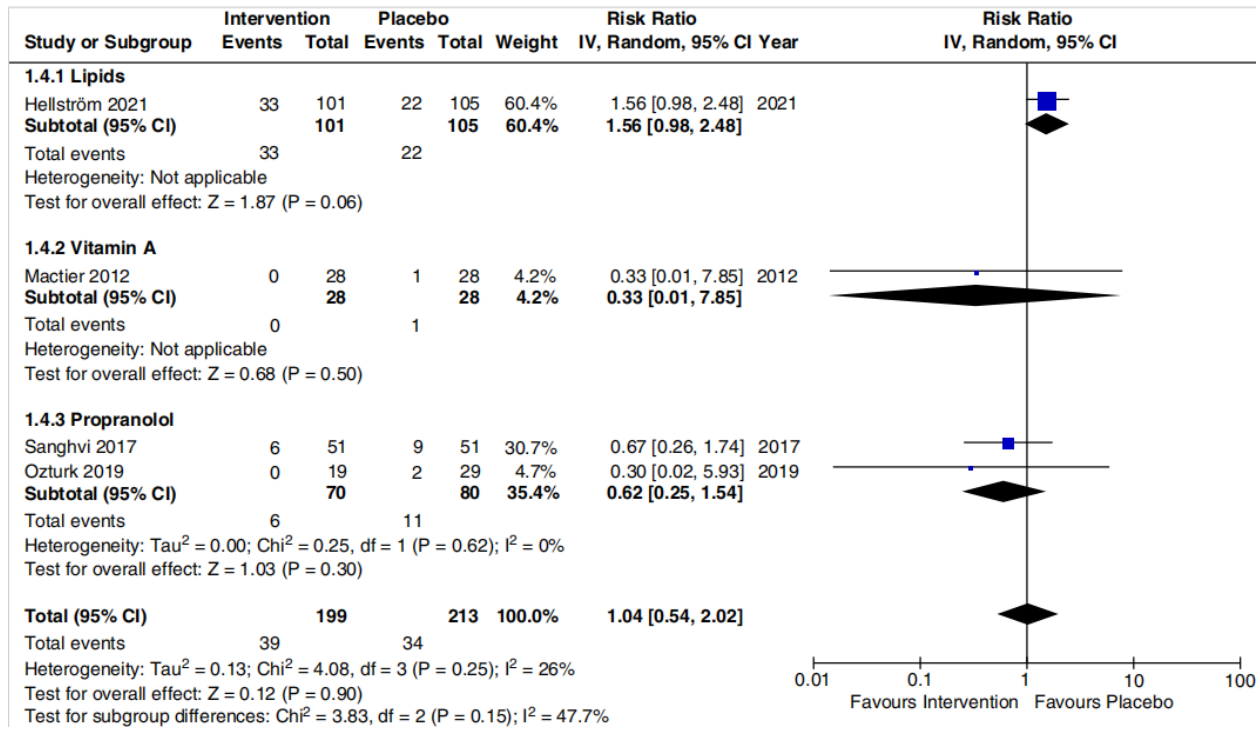 Intervention Placebo Risk Ratio Risk Ratio
Study or Subgroup Events Total Events Total Weight IV, Random, 95% CI Year IV, Random, 95% CI
1.4.1 Lipids
Hellström 2021 33 101 22 105 60.4% 1.56 [0.98, 2.48] 2021
Subtotal (95% CI) 101 105 60.4% 1.56 [0.98, 2.48]
Total events 33 22
Heterogeneity: Not applicable
Test for overall effect: Z = 1.87 (P = 0.06)
1.4.2 Vitamin A
Mactier 2012 0 28 1 28 4.2% 0.33 [0.01, 7.85] 2012
Subtotal (95% CI) 28 28 4.2% 0.33 [0.01, 7.85]
Total events 0 1
Heterogeneity: Not applicable
Test for overall effect: Z = 0.68 (P = 0.50)
1.4.3 Propranolol
Sanghvi 2017 6 51 9 51 30.7% 0.67 [0.26, 1.74] 2017
Ozturk 2019 0 19 2 29 4.7% 0.30 [0.02, 5.93] 2019
Subtotal (95% CI) 70 80 35.4% 0.62 [0.25, 1.54]
Total events 6 11
Heterogeneity: Tau² = 0.00; Chi² = 0.25, df = 1 (P = 0.62); I² = 0%
Test for overall effect: Z = 1.03 (P = 0.30)
Total (95% CI) 199 213 100.0% 1.04 [0.54, 2.02]
Total events 39 34
Heterogeneity: Tau² = 0.13; Chi² = 4.08, df = 3 (P = 0.25); I² = 26%
Test for overall effect: Z = 0.12 (P = 0.90)
Test for subgroup differences: Chi² = 3.83, df = 2 (P = 0.15); I² = 47.7%
0.01 0.1 1 10 100
Favours Intervention Favours Placebo